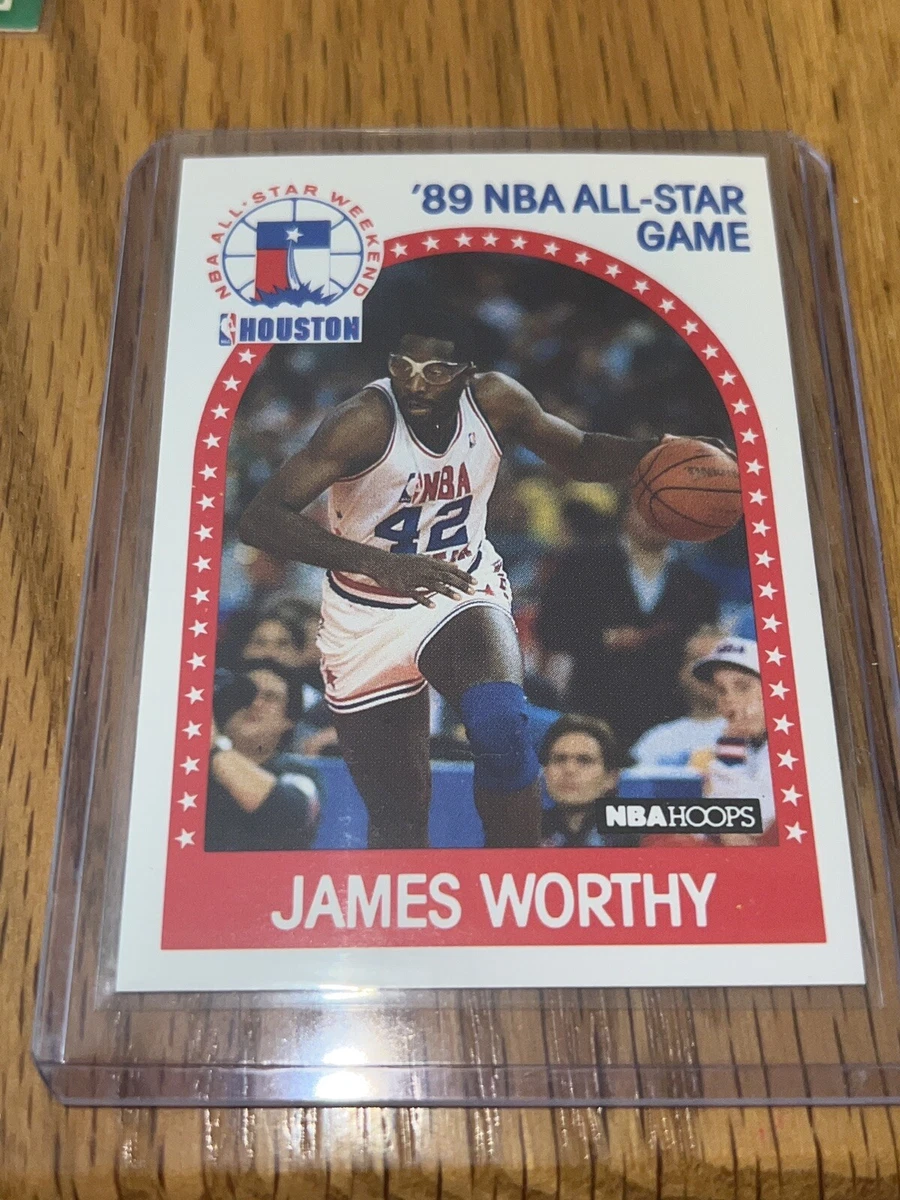 NBA ALL-STAR WEEKEND
HOUSTON
'89 NBA ALL-STAR
GAME
NBA
42
NBA HOOPS
JAMES WORTHY